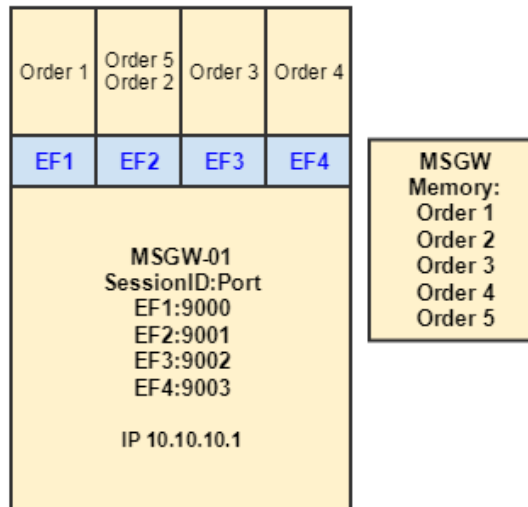 Order 1
Order 5
Order 2
Order 3
Order 4
EF1
EF2
EF3
EF4
MSGW-01
SessionID:Port
EF1:9000
EF2:9001
EF3:9002
EF4:9003
IP 10.10.10.1
MSGW
Memory:
Order 1
Order 2
Order 3
Order 4
Order 5